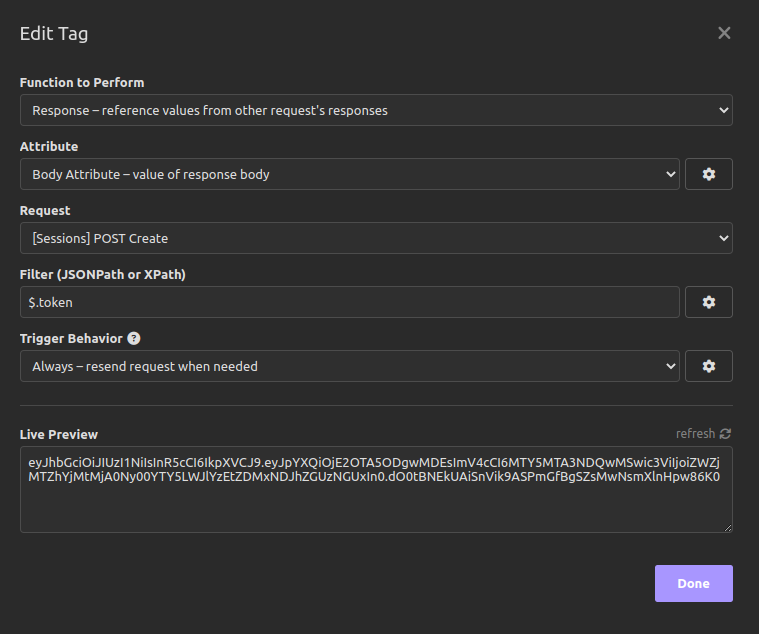 Edit Tag
Function to Perform
Response – reference values from other request's responses
Attribute
Body Attribute – value of response body
Request
[Sessions] POST Create
Filter (JSONPath or XPath)
$.token
Trigger Behavior
Always – resend request when needed
Live Preview
refresh
eyJhbGciOiJIUzI1NiIsInR5cCI6IkpXVCJ9.eyJpYXQiOjE2OTA5ODgwMDEsImV4cCI6MTY5MTA3NDQwMSwic3ViIjoiZWZj
MTZhYjMtMjA0Ny00YTY5LWJlYzEtZDMxNDJhZGUzNGUxIn0.dO0tBNEkUAiSnVik9ASPmGfBgSZsMwNsmXlnHpw86K0
Done